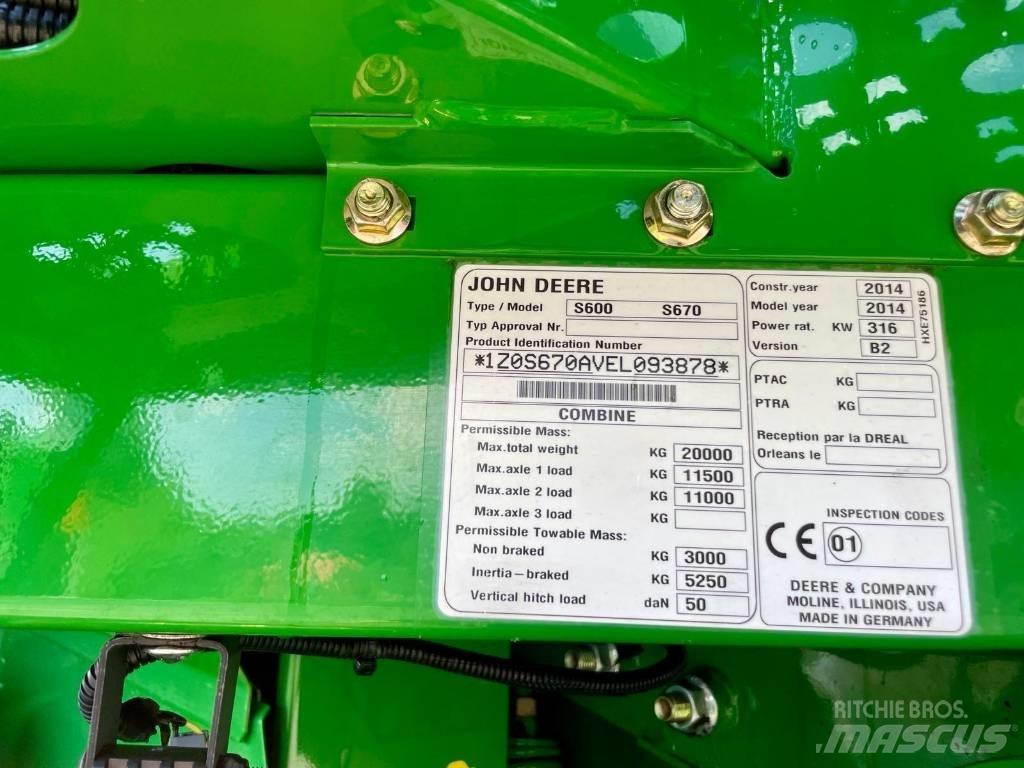 JOHN DEERE
Type / Model S600 S670
Typ Approval Nr.
Product Identification Number
*1Z0S670AVEL093878*
COMBINE
Permissible Mass:
Max.total weight KG 20000
Max.axle 1 load KG 11500
Max.axle 2 load KG 11000
Max.axle 3 load KG
Permissible Towable Mass:
Non braked KG 3000
Inertia–braked KG 5250
Vertical hitch load daN 50
Constr.year 2014
Model year 2014
Power rat. KW 316
Version B2
HXE75186
PTAC KG
PTRA KG
Reception par la DREAL
Orleans le
INSPECTION CODES
CE 01
DEERE & COMPANY
MOLINE, ILLINOIS, USA
MADE IN GERMANY
RITCHIE BROS.
MASCUS